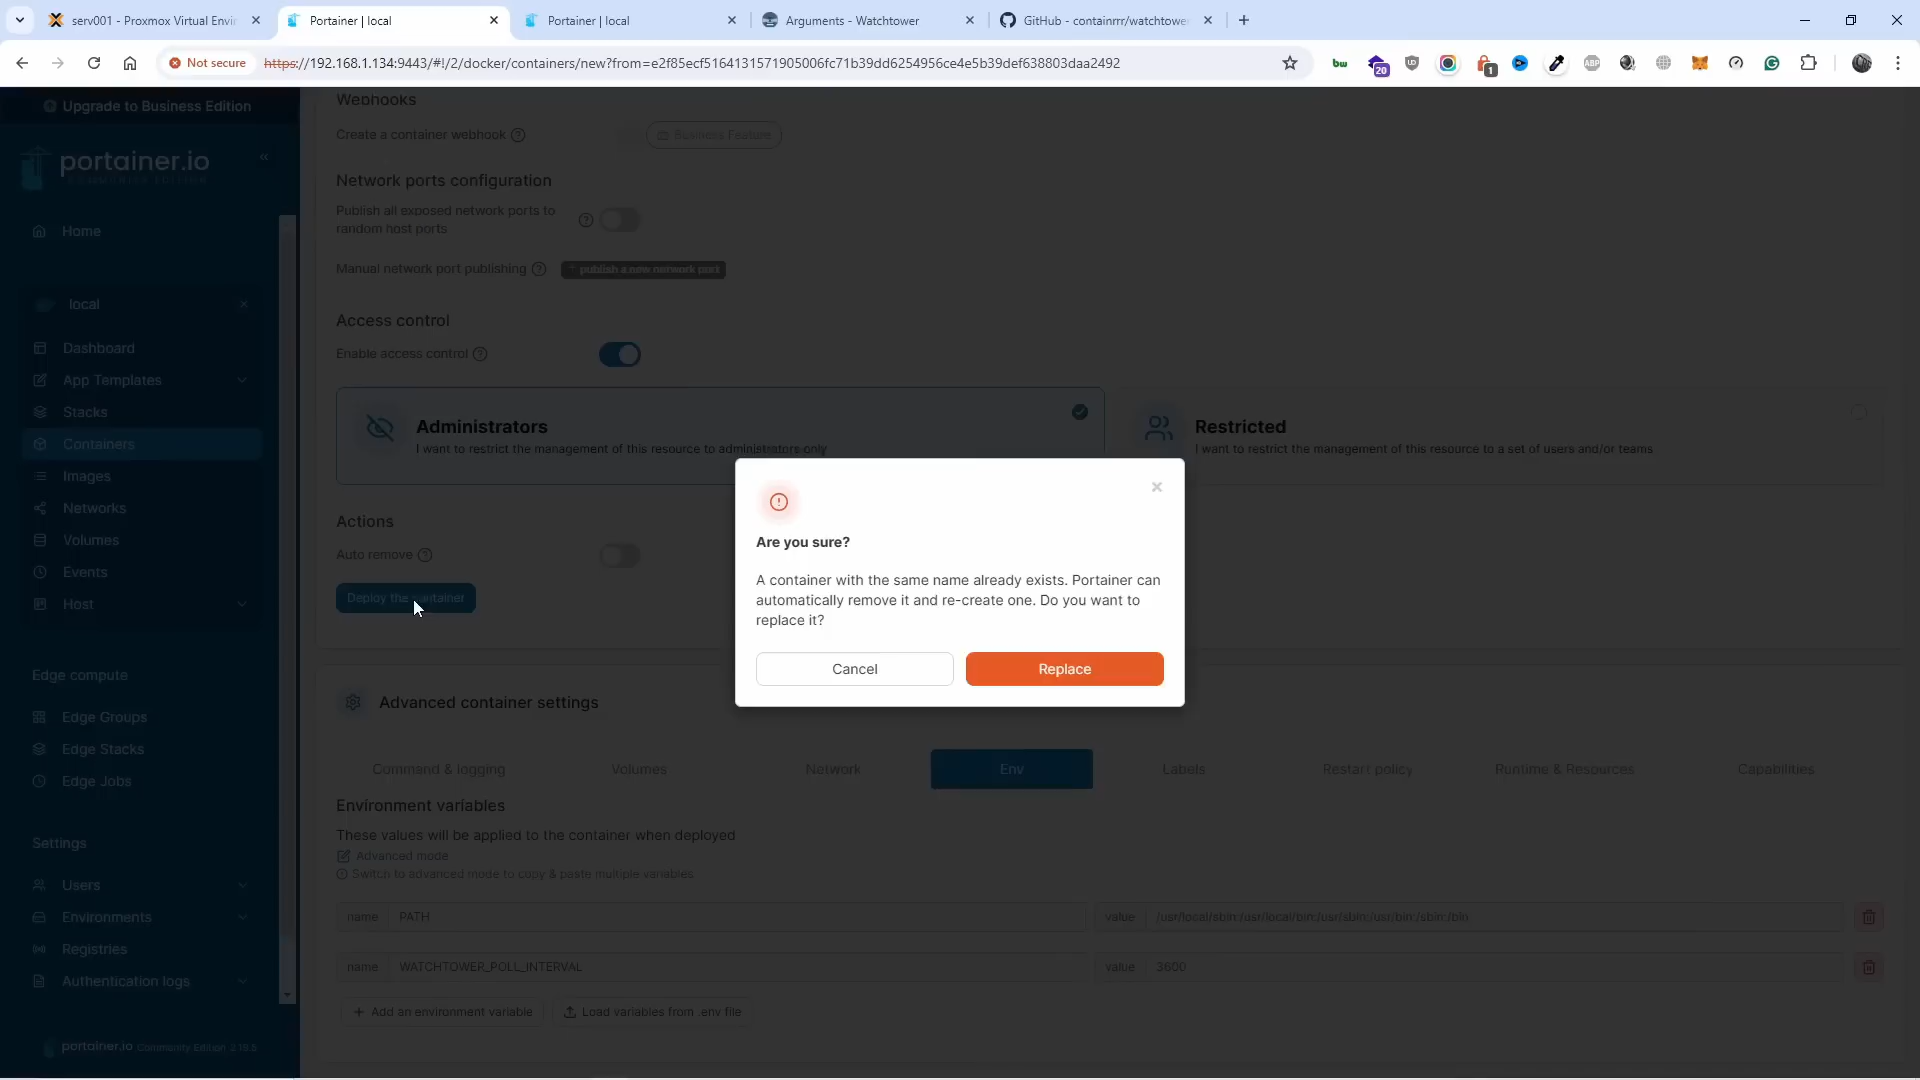 serv001 - Proxmox Virtual Envir
Portainer | local
Portainer | local
Arguments - Watchtower
GitHub - containrrr/watchtower
Not secure
https://192.168.1.134:9443/#!/2/docker/containers/new?from=e2f85ecf5164131571905006fc71b39dd6254956ce4e5b39def638803daa2492
bw
20
UD
1
ABP
Upgrade to Business Edition
portainer.io
COMMUNITY EDITION
Home
local
Dashboard
App Templates
Stacks
Containers
Images
Networks
Volumes
Events
Host
Edge compute
Edge Groups
Edge Stacks
Edge Jobs
Settings
Users
Environments
Registries
Authentication logs
portainer.io Community Edition 2.19.5
Webhooks
Create a container webhook
Business Feature
Network ports configuration
Publish all exposed network ports to
random host ports
Manual network port publishing
+ publish a new network port
Access control
Enable access control
Administrators
I want to restrict the management of this resource to administrators only
Restricted
I want to restrict the management of this resource to a set of users and/or teams
Actions
Auto remove
Deploy the container
Are you sure?
A container with the same name already exists. Portainer can
automatically remove it and re-create one. Do you want to
replace it?
Cancel
Replace
Advanced container settings
Command & logging
Volumes
Network
Env
Labels
Restart policy
Runtime & Resources
Capabilities
Environment variables
These values will be applied to the container when deployed
Advanced mode
Switch to advanced mode to copy & paste multiple variables
name PATH
value /usr/local/sbin:/usr/local/bin:/usr/sbin:/usr/bin:/sbin:/bin
name WATCHTOWER_POLL_INTERVAL
value 3600
+ Add an environment variable
Load variables from .env file